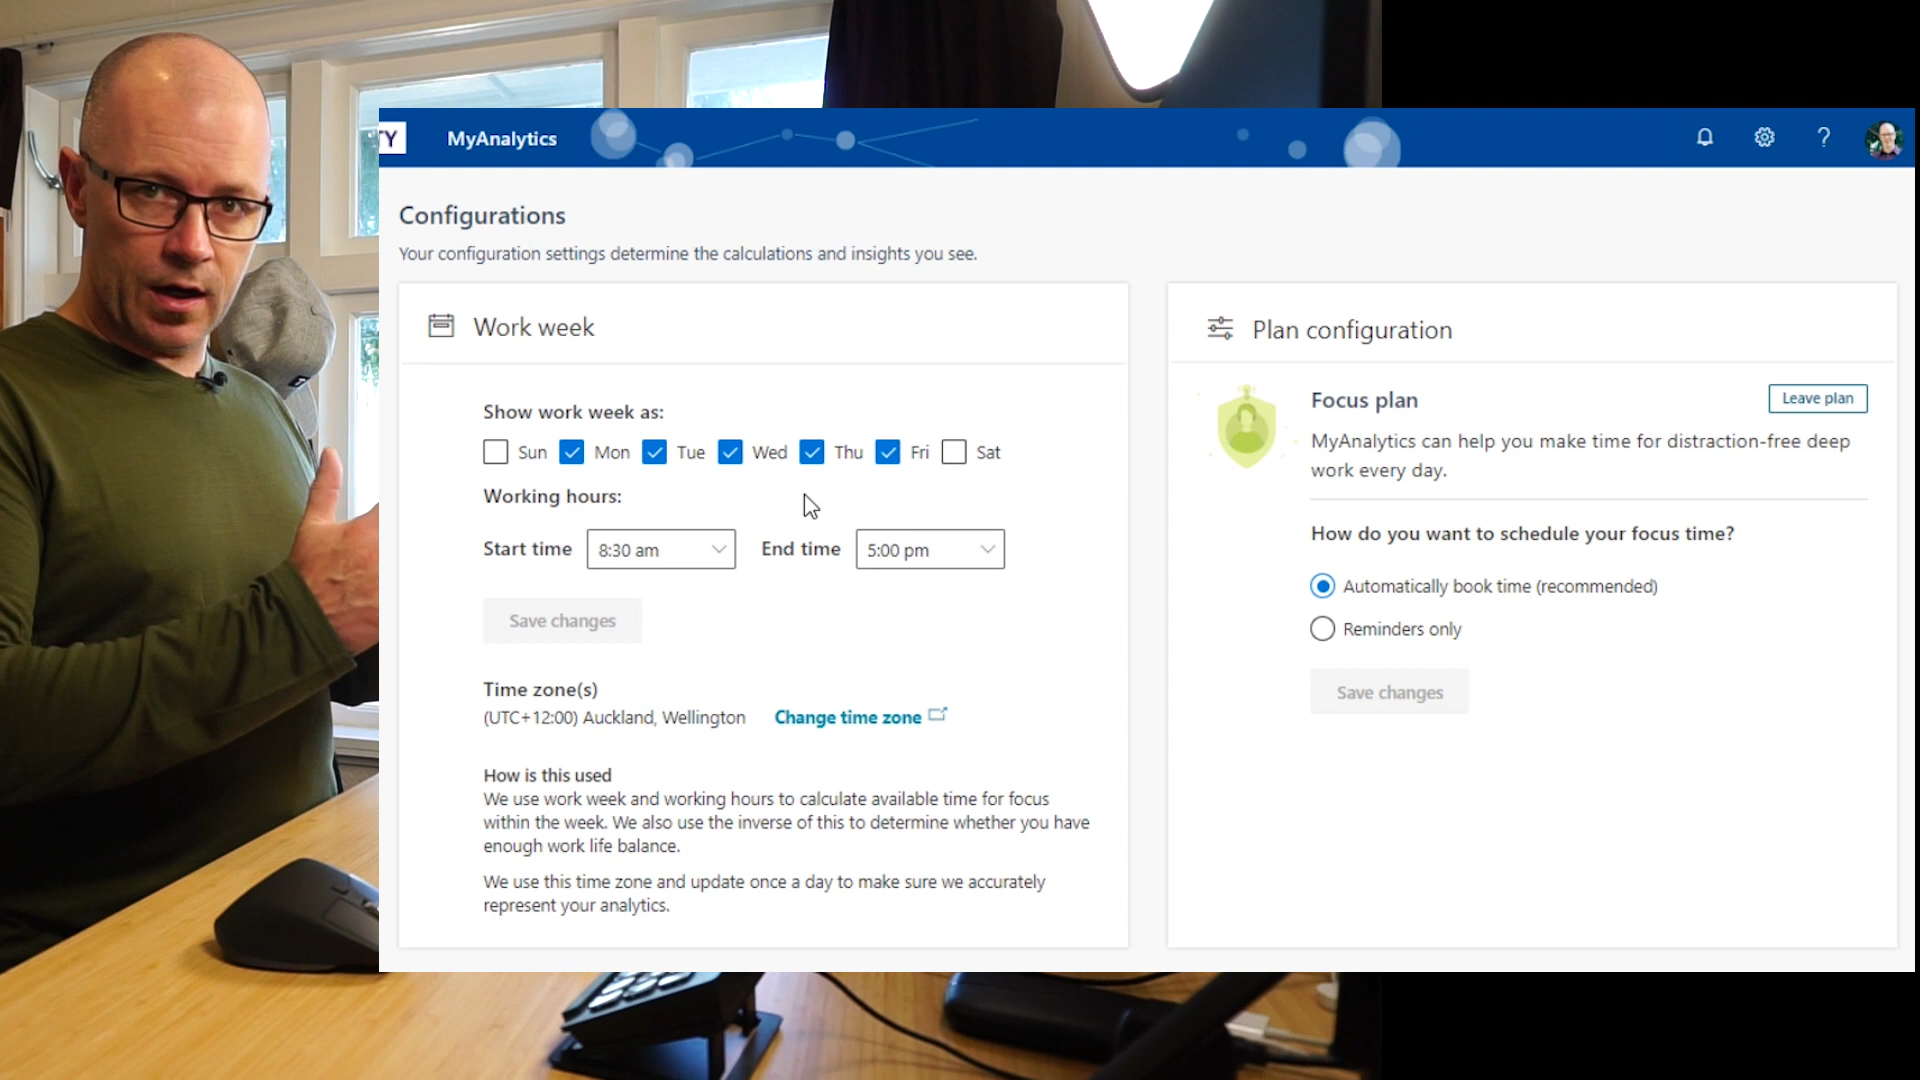 TY
MyAnalytics
?
Configurations
Your configuration settings determine the calculations and insights you see.
Work week
Show work week as:
Sun Mon Tue Wed Thu Fri Sat
Working hours:
Start time 8:30 am End time 5:00 pm
Save changes
Time zone(s)
(UTC+12:00) Auckland, Wellington Change time zone
How is this used
We use work week and working hours to calculate available time for focus
within the week. We also use the inverse of this to determine whether you have
enough work life balance.
We use this time zone and update once a day to make sure we accurately
represent your analytics.
Plan configuration
Focus plan Leave plan
MyAnalytics can help you make time for distraction-free deep
work every day.
How do you want to schedule your focus time?
Automatically book time (recommended)
Reminders only
Save changes